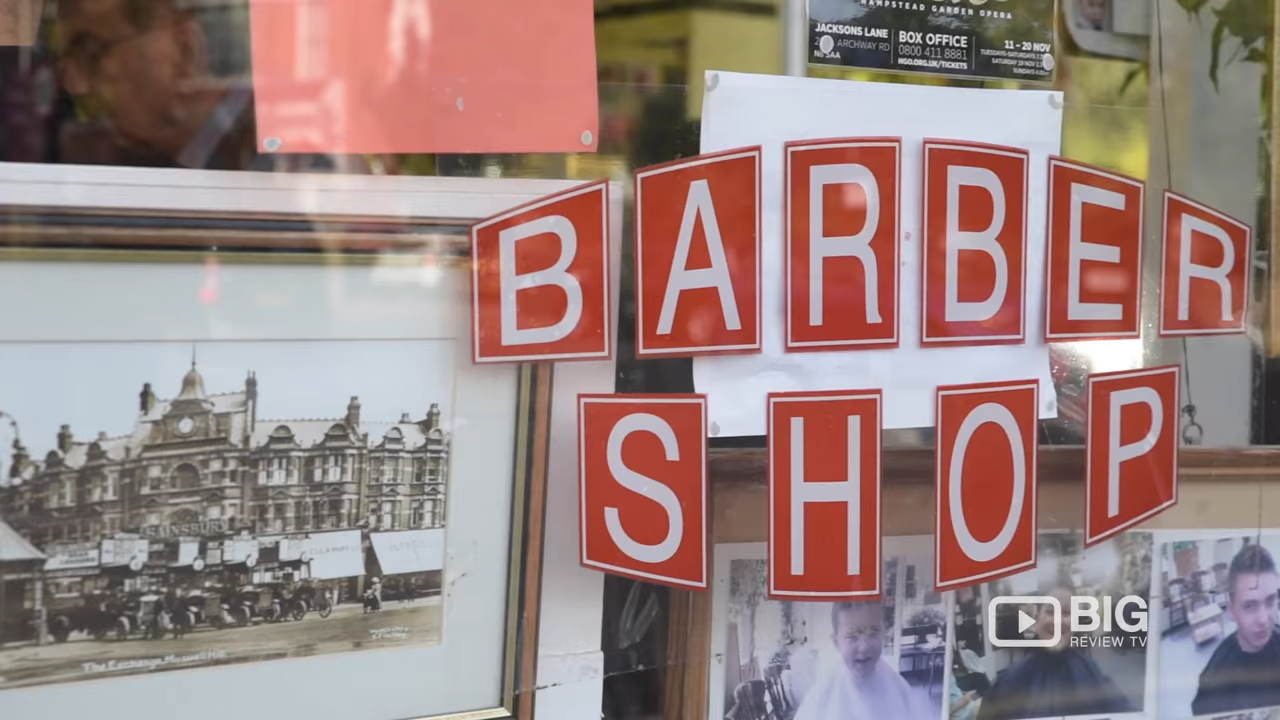 HAMPSTEAD GARDEN OPERA
JACKSONS LANE
ARCHWAY RD
BOX OFFICE
0800 411 8881
HGO.ORG.UK/TICKETS
11 – 20 NOV
BARBER
SHOP
SAINSBURY
The Exchange, Muswell Hill
BIG
REVIEW TV